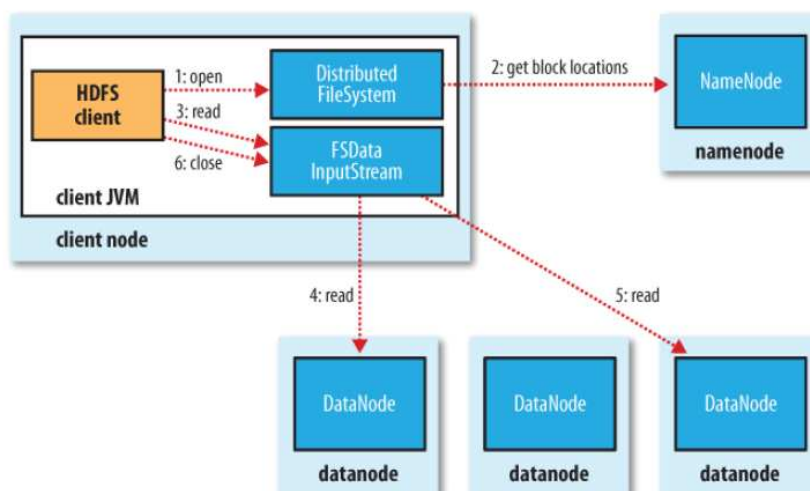 HDFS
client
1: open
3: read
6: close
Distributed
FileSystem
FSData
InputStream
client JVM
client node
2: get block locations
NameNode
namenode
4: read
5: read
DataNode
datanode
DataNode
datanode
DataNode
datanode